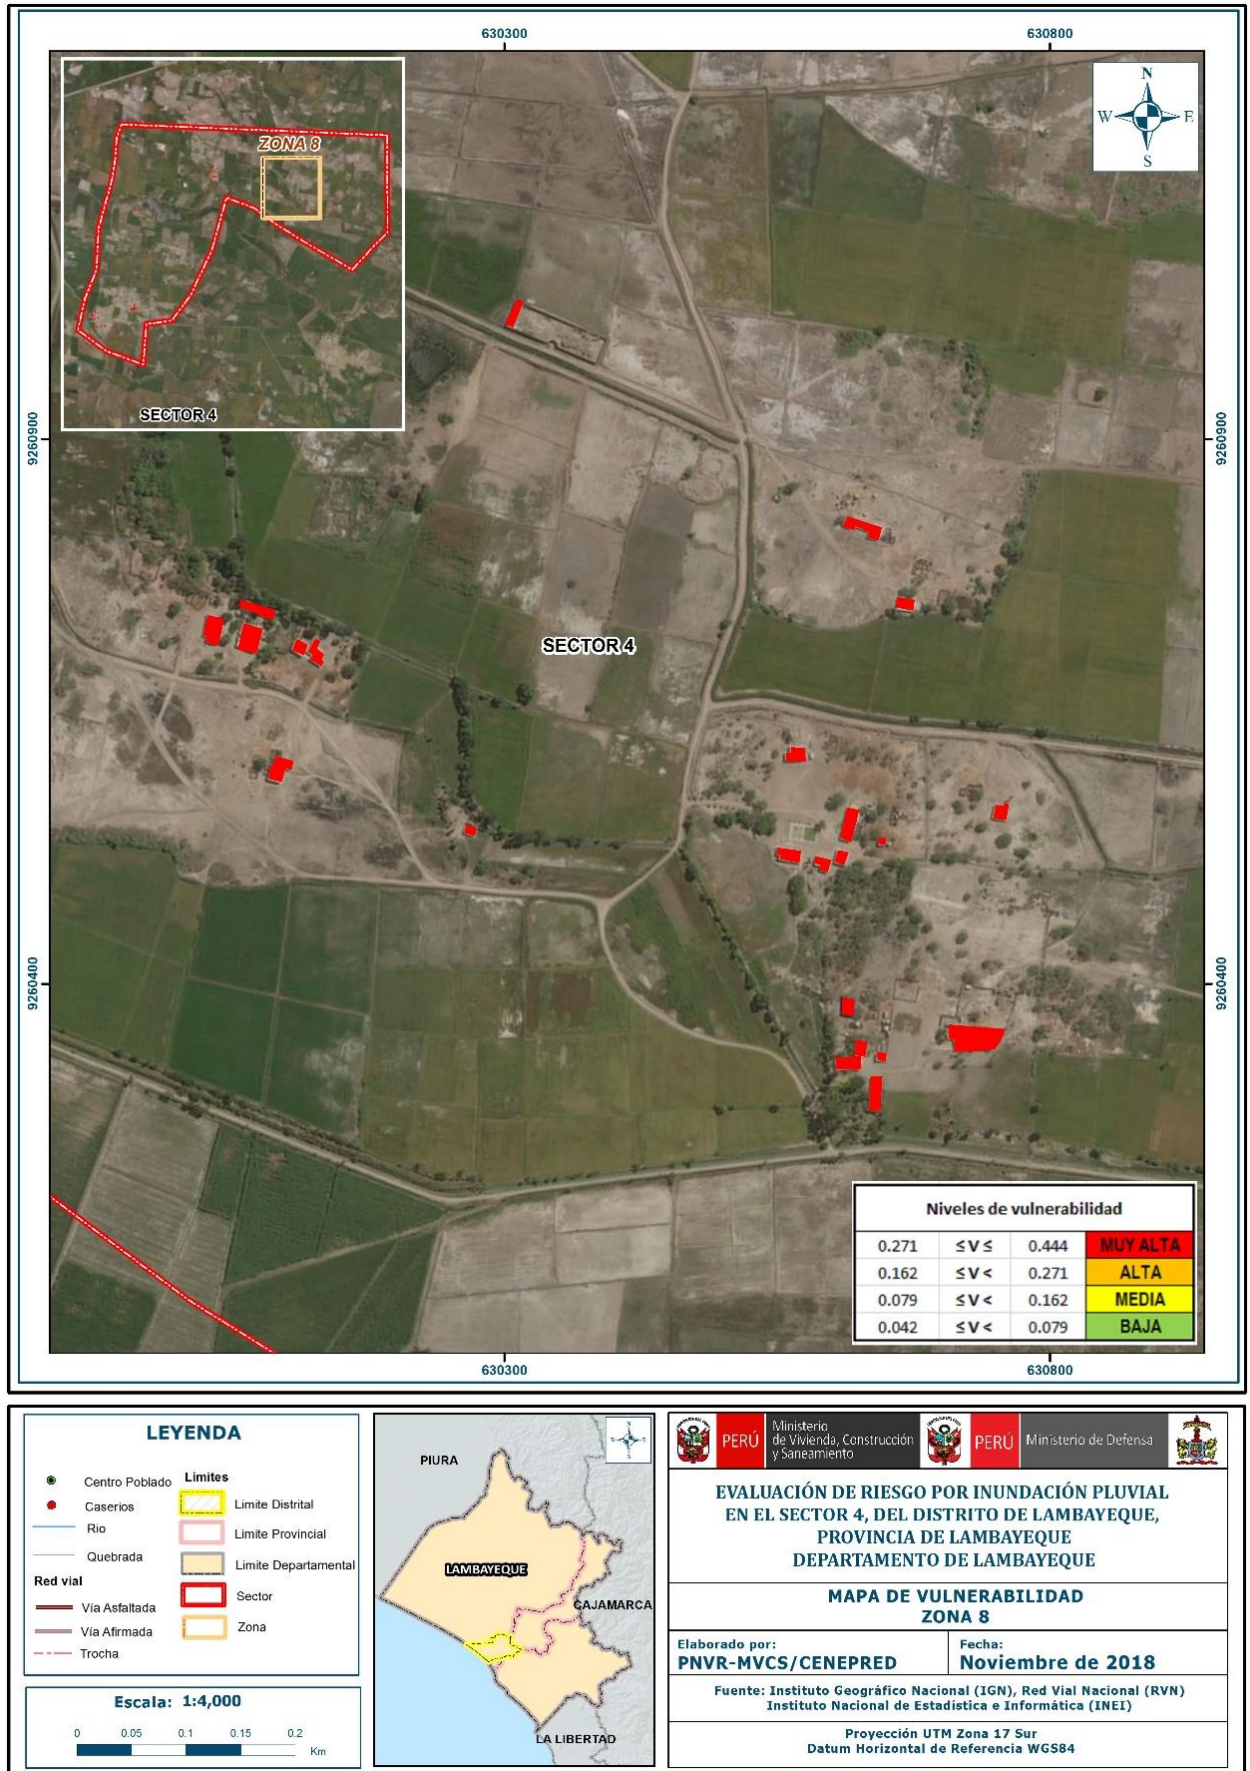 630300
630800
N
W
E
S
ZONA 8
SECTOR 4
9260900
9260900
SECTOR 4
9260400
9260400
Niveles de vulnerabilidad
0.271 ≤ V ≤ 0.444 MUY ALTA
0.162 ≤ V < 0.271 ALTA
0.079 ≤ V < 0.162 MEDIA
0.042 ≤ V < 0.079 BAJA
630300
630800
LEYENDA
Centro Poblado
Caserios
Rio
Quebrada
Red vial
Vía Asfaltada
Vía Afirmada
Trocha
Limites
Limite Distrital
Limite Provincial
Limite Departamental
Sector
Zona
Escala: 1:4,000
0 0.05 0.1 0.15 0.2
Km
PIURA
LAMBAYEQUE
CAJAMARCA
LA LIBERTAD
PERÚ
Ministerio
de Vivienda, Construcción
y Saneamiento
PERÚ
Ministerio de Defensa
EVALUACIÓN DE RIESGO POR INUNDACIÓN PLUVIAL
EN EL SECTOR 4, DEL DISTRITO DE LAMBAYEQUE,
PROVINCIA DE LAMBAYEQUE
DEPARTAMENTO DE LAMBAYEQUE
MAPA DE VULNERABILIDAD
ZONA 8
Elaborado por:
PNVR-MVCS/CENEPRED
Fecha:
Noviembre de 2018
Fuente: Instituto Geográfico Nacional (IGN), Red Vial Nacional (RVN)
Instituto Nacional de Estadística e Informática (INEI)
Proyección UTM Zona 17 Sur
Datum Horizontal de Referencia WGS84